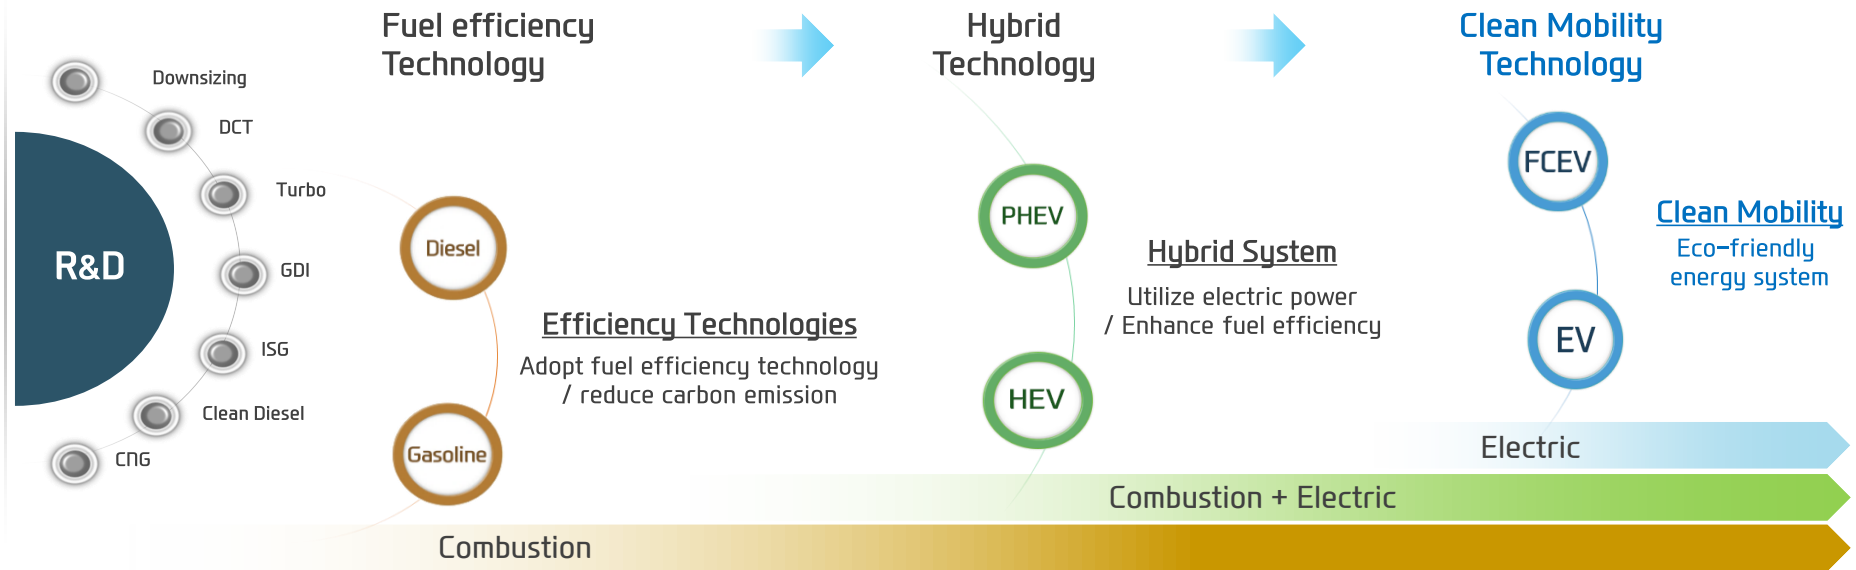 Fuel efficiency
Technology
Hybrid
Technology
Clean Mobility
Technology
R&D
Downsizing
DCT
Turbo
GDI
ISG
Clean Diesel
CNG
Diesel
Gasoline
Efficiency Technologies
Adopt fuel efficiency technology
/ reduce carbon emission
PHEV
HEV
Hybrid System
Utilize electric power
/ Enhance fuel efficiency
FCEV
EV
Clean Mobility
Eco-friendly
energy system
Electric
Combustion + Electric
Combustion